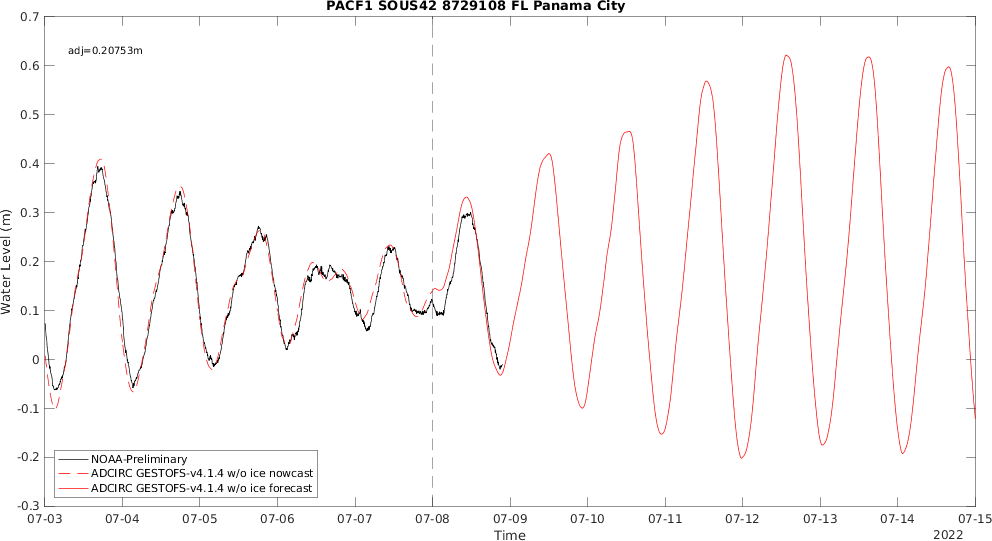 PACF1 SOUS42 8729108 FL Panama City
adj=0.20753m
0.7
0.6
0.5
0.4
0.3
0.2
0.1
0
-0.1
-0.2
-0.3
Water Level (m)
NOAA-Preliminary
ADCIRC GESTOFS-v4.1.4 w/o ice nowcast
ADCIRC GESTOFS-v4.1.4 w/o ice forecast
07-03 07-04 07-05 07-06 07-07 07-08 07-09 07-10 07-11 07-12 07-13 07-14 07-15
Time
2022